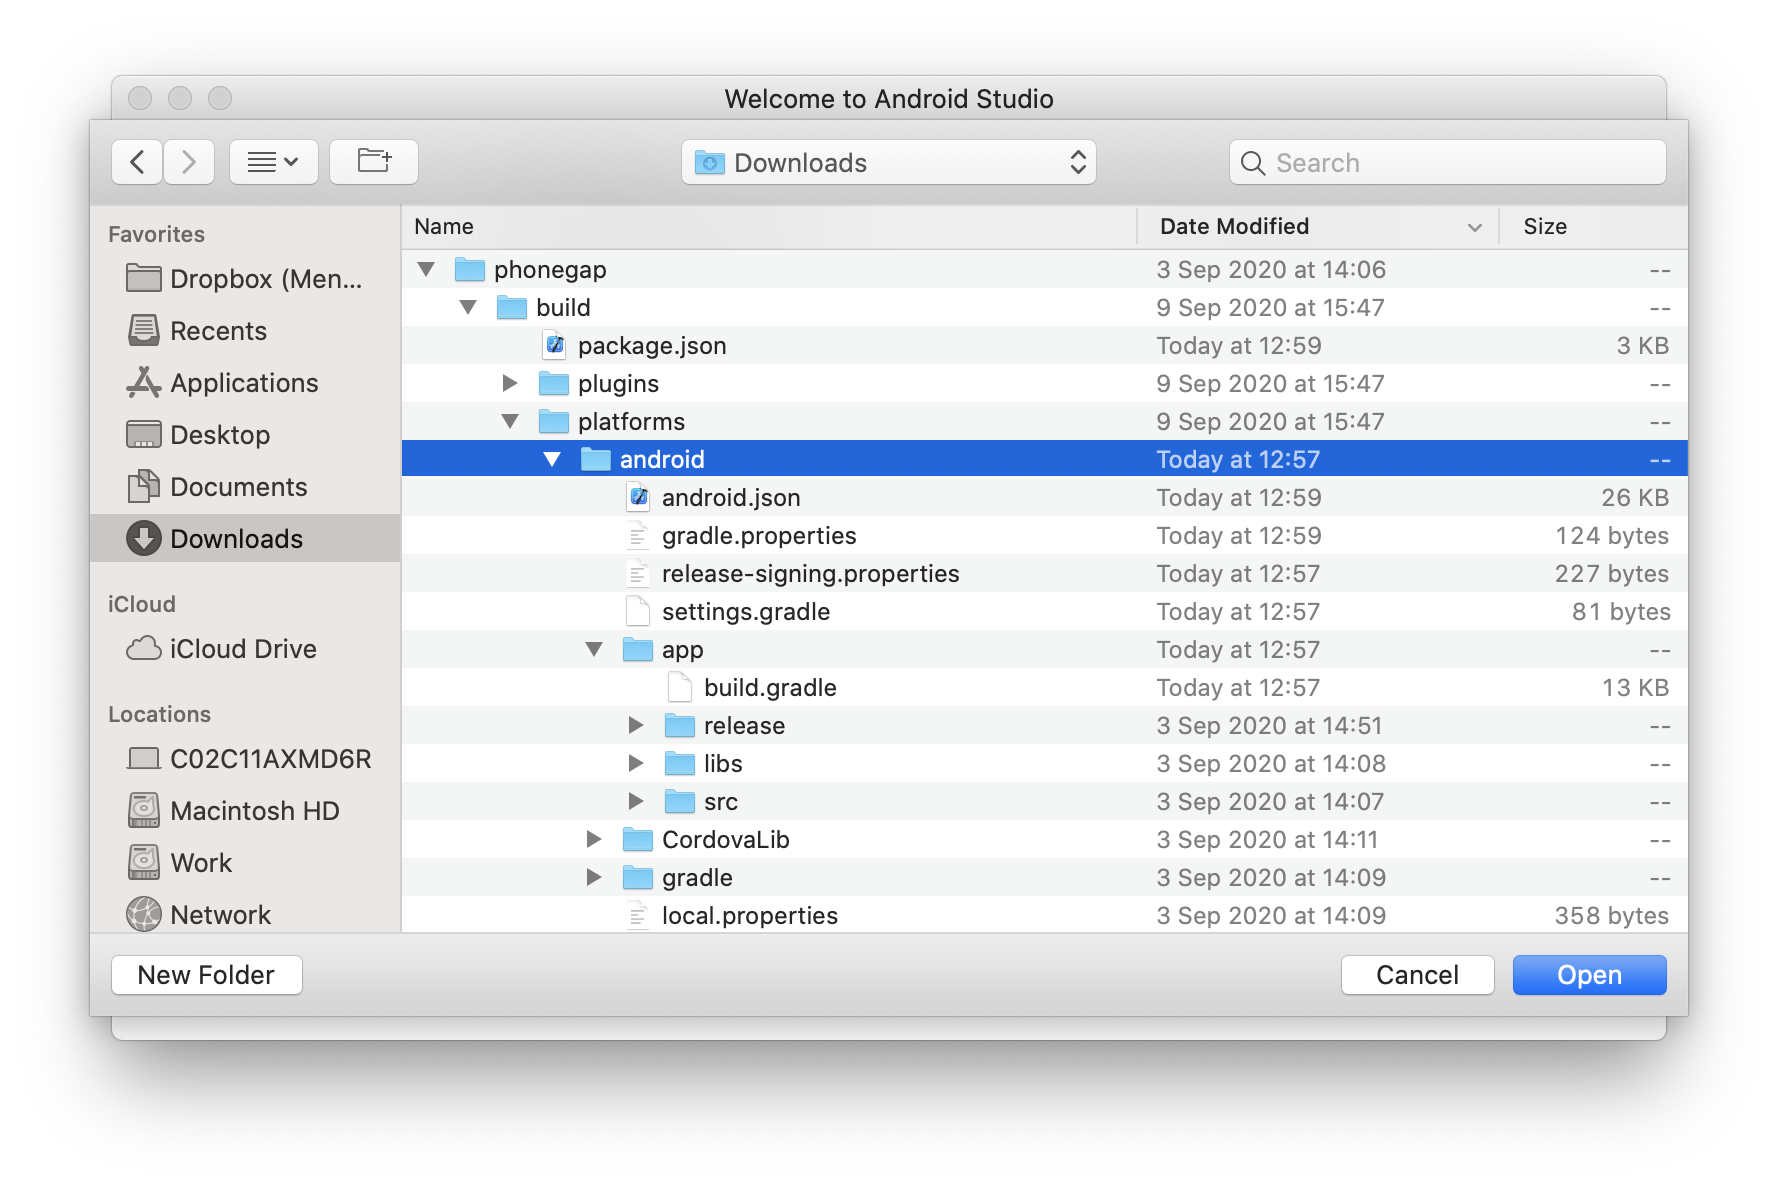 Welcome to Android Studio
Downloads
Search
Favorites
Dropbox (Men...
Recents
Applications
Desktop
Documents
Downloads
iCloud
iCloud Drive
Locations
C02C11AXMD6R
Macintosh HD
Work
Network
Name Date Modified Size
phonegap 3 Sep 2020 at 14:06 --
build 9 Sep 2020 at 15:47 --
package.json Today at 12:59 3 KB
plugins 9 Sep 2020 at 15:47 --
platforms 9 Sep 2020 at 15:47 --
android Today at 12:57 --
android.json Today at 12:59 26 KB
gradle.properties Today at 12:59 124 bytes
release-signing.properties Today at 12:57 227 bytes
settings.gradle Today at 12:57 81 bytes
app Today at 12:57 --
build.gradle Today at 12:57 13 KB
release 3 Sep 2020 at 14:51 --
libs 3 Sep 2020 at 14:08 --
src 3 Sep 2020 at 14:07 --
CordovaLib 3 Sep 2020 at 14:11 --
gradle 3 Sep 2020 at 14:09 --
local.properties 3 Sep 2020 at 14:09 358 bytes
New Folder Cancel Open